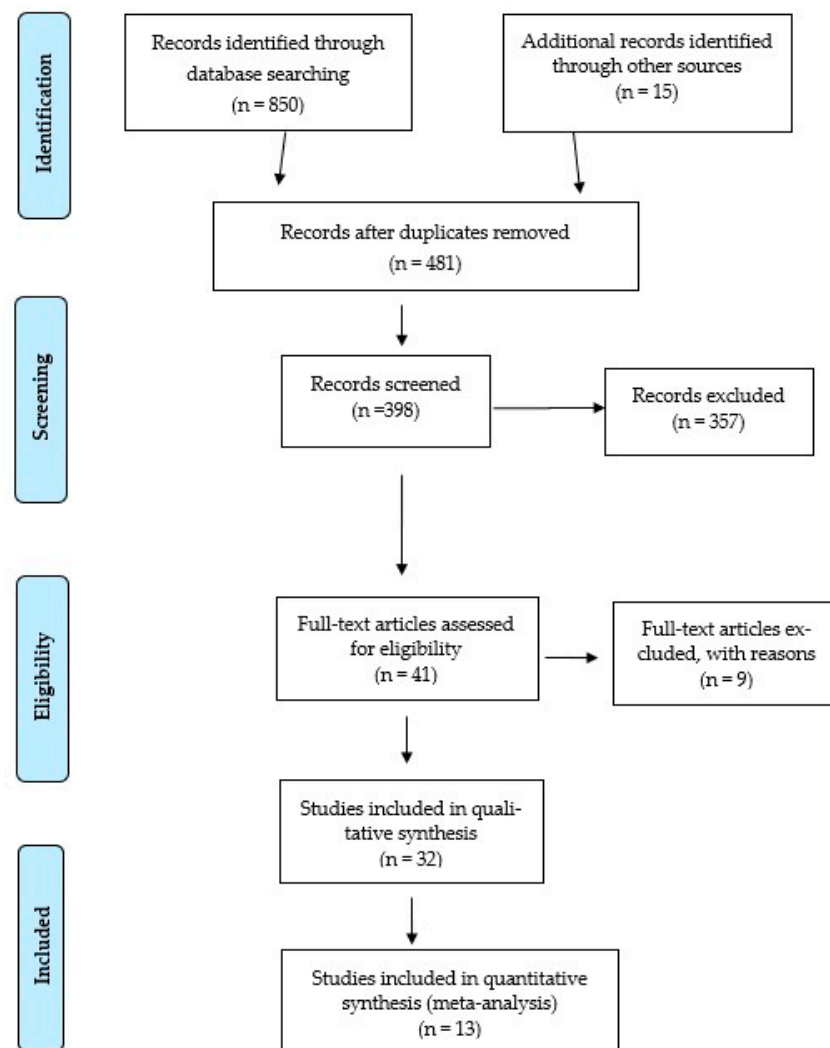 Identification
Records identified through
database searching
(n = 850)
Additional records identified
through other sources
(n = 15)
Records after duplicates removed
(n = 481)
Screening
Records screened
(n =398)
Records excluded
(n = 357)
Eligibility
Full-text articles assessed
for eligibility
(n = 41)
Full-text articles ex-
cluded, with reasons
(n = 9)
Included
Studies included in quali-
tative synthesis
(n = 32)
Studies included in quantitative
synthesis (meta-analysis)
(n = 13)